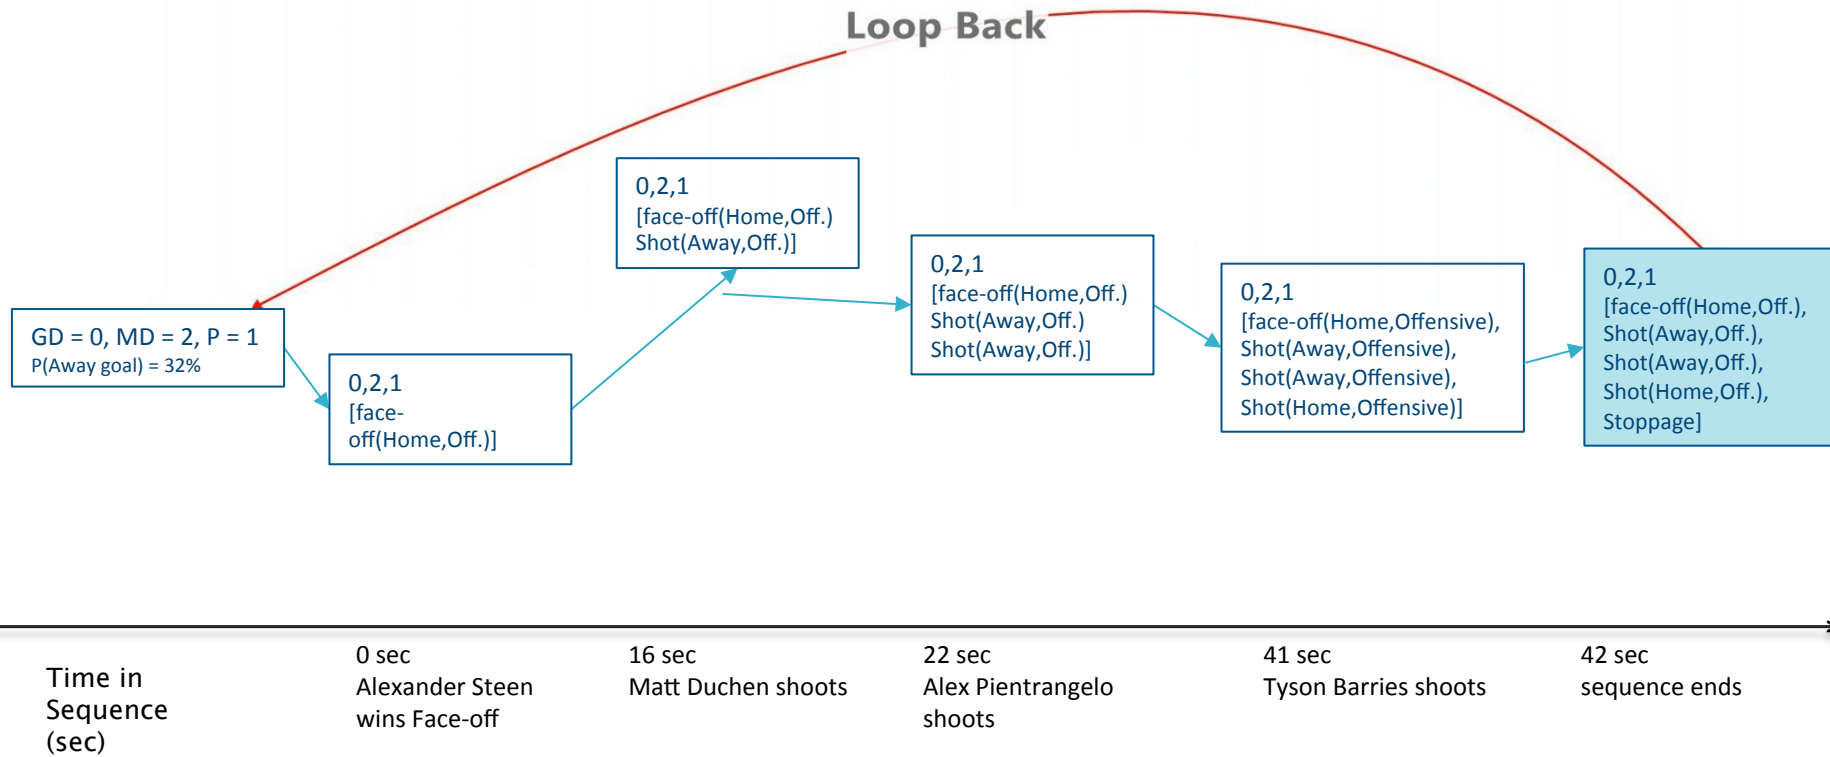 Loop Back
GD = 0, MD = 2, P = 1
P(Away goal) = 32%
0,2,1
[face-
off(Home,Off.)]
0,2,1
[face-off(Home,Off.)
Shot(Away,Off.)]
0,2,1
[face-off(Home,Off.)
Shot(Away,Off.)
Shot(Away,Off.)]
0,2,1
[face-off(Home,Offensive),
Shot(Away,Offensive),
Shot(Away,Offensive),
Shot(Home,Offensive)]
0,2,1
[face-off(Home,Off.),
Shot(Away,Off.),
Shot(Away,Off.),
Shot(Home,Off.),
Stoppage]
Time in
Sequence
(sec)
0 sec
Alexander Steen
wins Face-off
16 sec
Matt Duchen shoots
22 sec
Alex Pientrangelo
shoots
41 sec
Tyson Barries shoots
42 sec
sequence ends